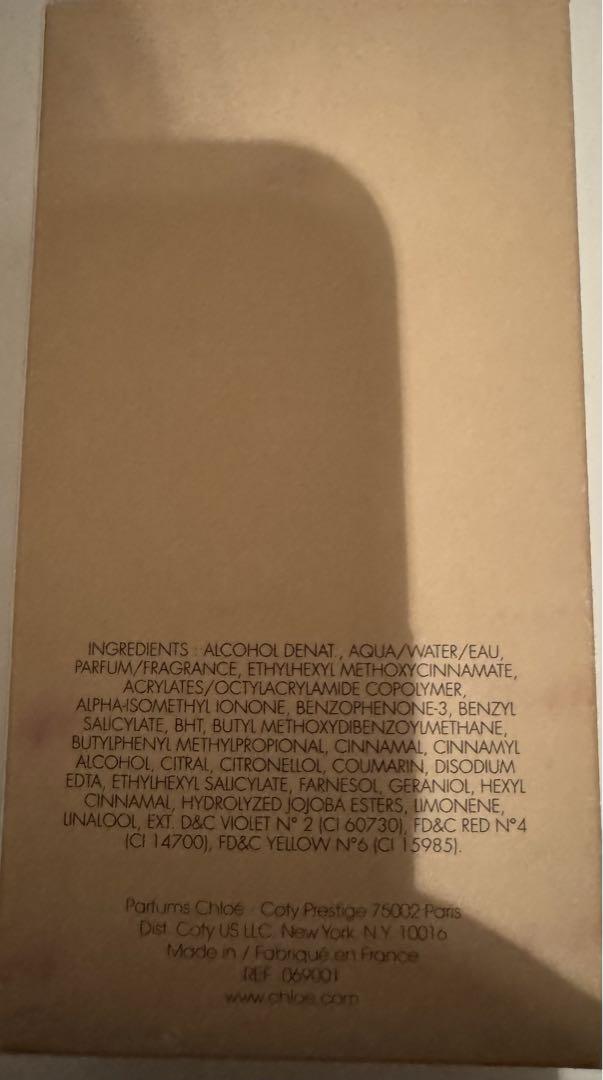 INGREDIENTS : ALCOHOL DENAT., AQUA/WATER/EAU,
PARFUM/FRAGRANCE, ETHYLHEXYL METHOXYCINNAMATE,
ACRYLATES/OCTYLACRYLAMIDE COPOLYMER,
ALPHA-ISOMETHYL IONONE, BENZOPHENONE-3, BENZYL
SALICYLATE, BHT, BUTYL METHOXYDIBENZOYLMETHANE,
BUTYLPHENYL METHYLPROPIONAL, CINNAMAL, CINNAMYL
ALCOHOL, CITRAL, CITRONELLOL, COUMARIN, DISODIUM
EDTA, ETHYLHEXYL SALICYLATE, FARNESOL, GERANIOL, HEXYL
CINNAMAL, HYDROLYZED JOJOBA ESTERS, LIMONENE,
LINALOOL, EXT. D&C VIOLET N° 2 (CI 60730), FD&C RED N°4
(CI 14700), FD&C YELLOW N°6 (CI 15985).
Parfums Chloé - Coty Prestige 75002 Paris
Dist. Coty US LLC. New York. N.Y. 10016
Made in / Fabriqué en France
REF. 069001
www.chloe.com